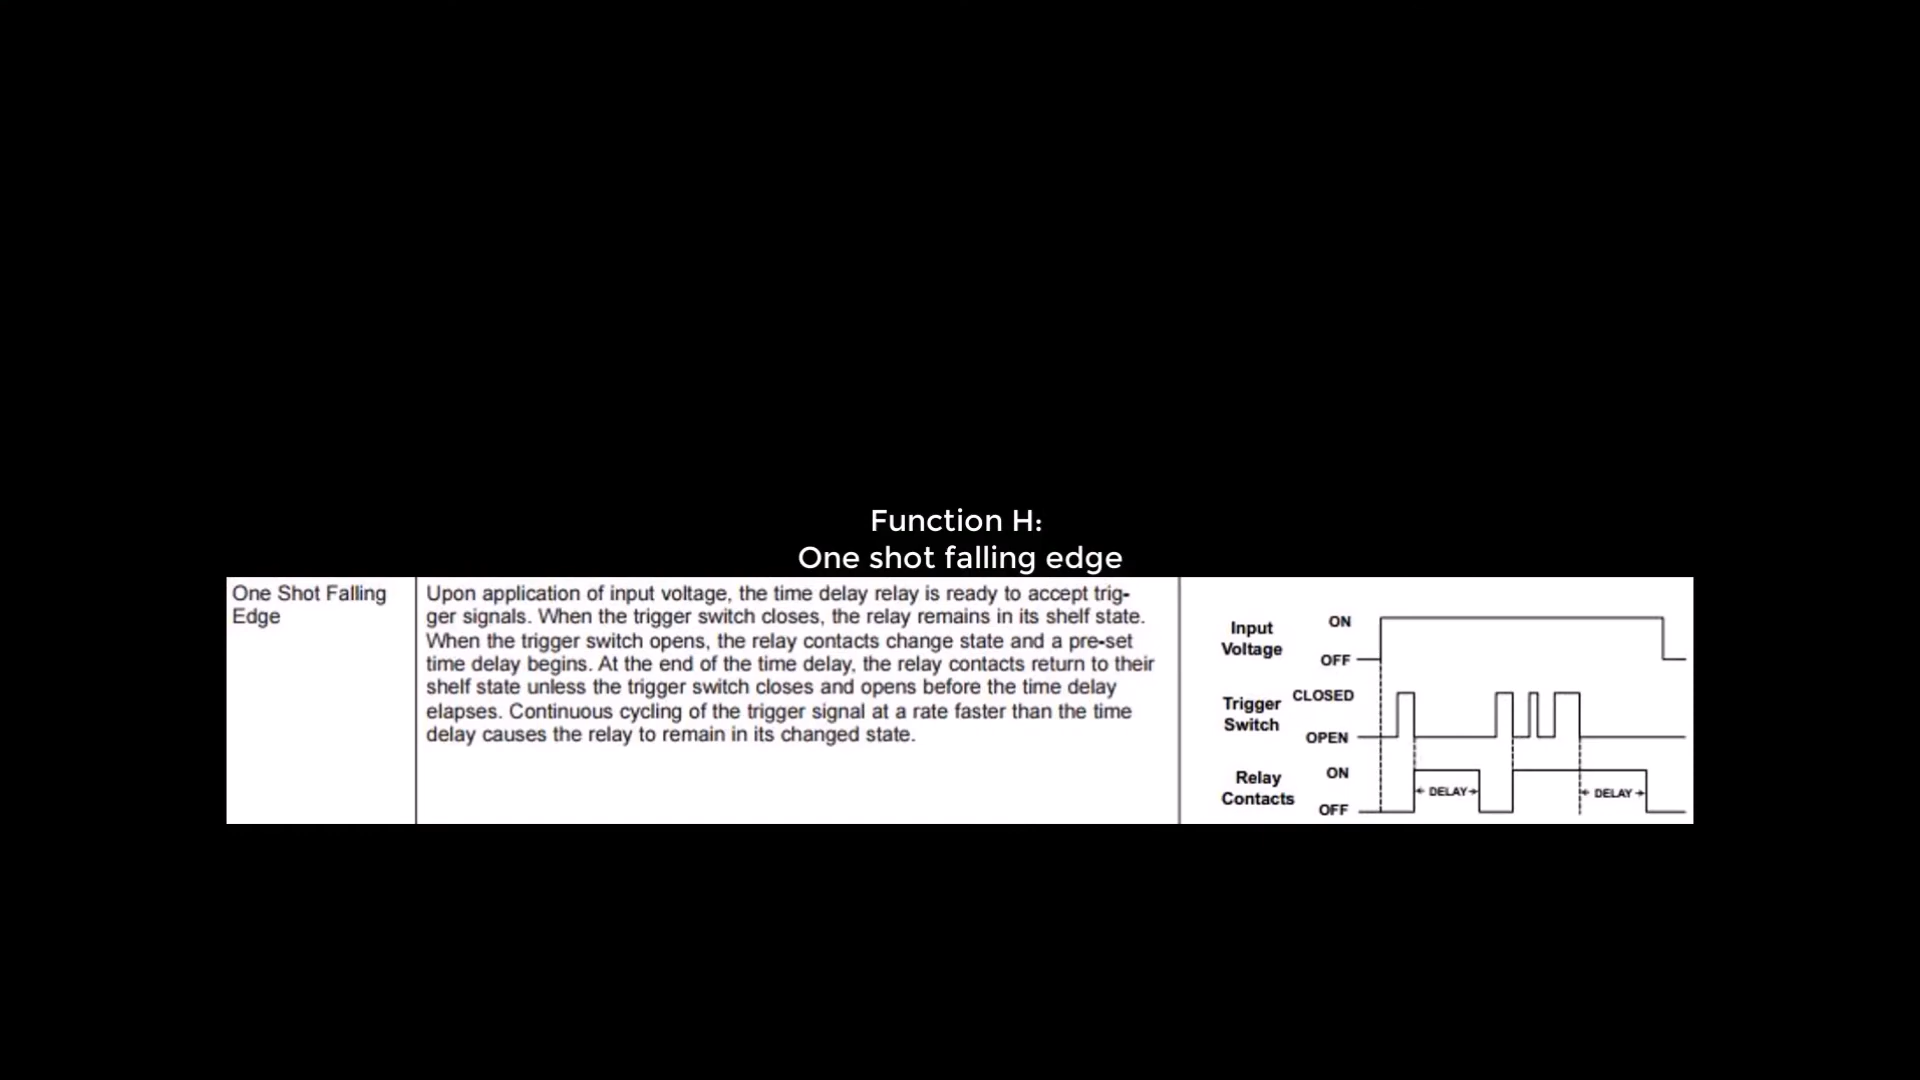 Function H:
One shot falling edge
One Shot Falling
Edge
Upon application of input voltage, the time delay relay is ready to accept trig-
ger signals. When the trigger switch closes, the relay remains in its shelf state.
When the trigger switch opens, the relay contacts change state and a pre-set
time delay begins. At the end of the time delay, the relay contacts return to their
shelf state unless the trigger switch closes and opens before the time delay
elapses. Continuous cycling of the trigger signal at a rate faster than the time
delay causes the relay to remain in its changed state.
Input
Voltage
ON
OFF
Trigger
Switch
CLOSED
OPEN
Relay
Contacts
ON
OFF
DELAY
DELAY